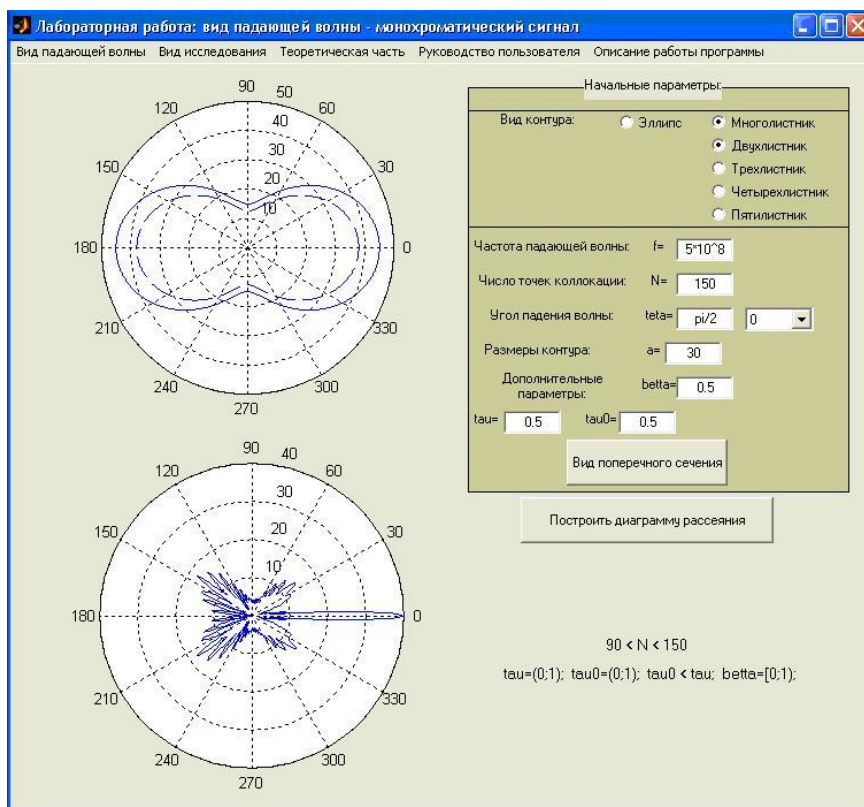 Лабораторная работа: вид падающей волны - монохроматический сигнал
Вид падающей волны Вид исследования Теоретическая часть Руководство пользователя Описание работы программы
90
50
120
60
40
30
150
30
20
10
180
0
210
330
240
300
270
Начальные параметры:
Вид контура: Эллипс Многолистник
Двухлистник
Трехлистник
Четырехлистник
Пятилистник
Частота падающей волны: f= 5*10^8
Число точек коллокации: N= 150
Угол падения волны: teta= pi/2 0
Размеры контура: a= 30
Дополнительные
параметры: betta= 0.5
tau= 0.5 tau0= 0.5
Вид поперечного сечения
Построить диаграмму рассеяния
90
40
120
60
30
150
30
20
10
180
0
210
330
240
300
270
90 < N < 150
tau=(0;1); tau0=(0;1); tau0 < tau; betta=[0;1);